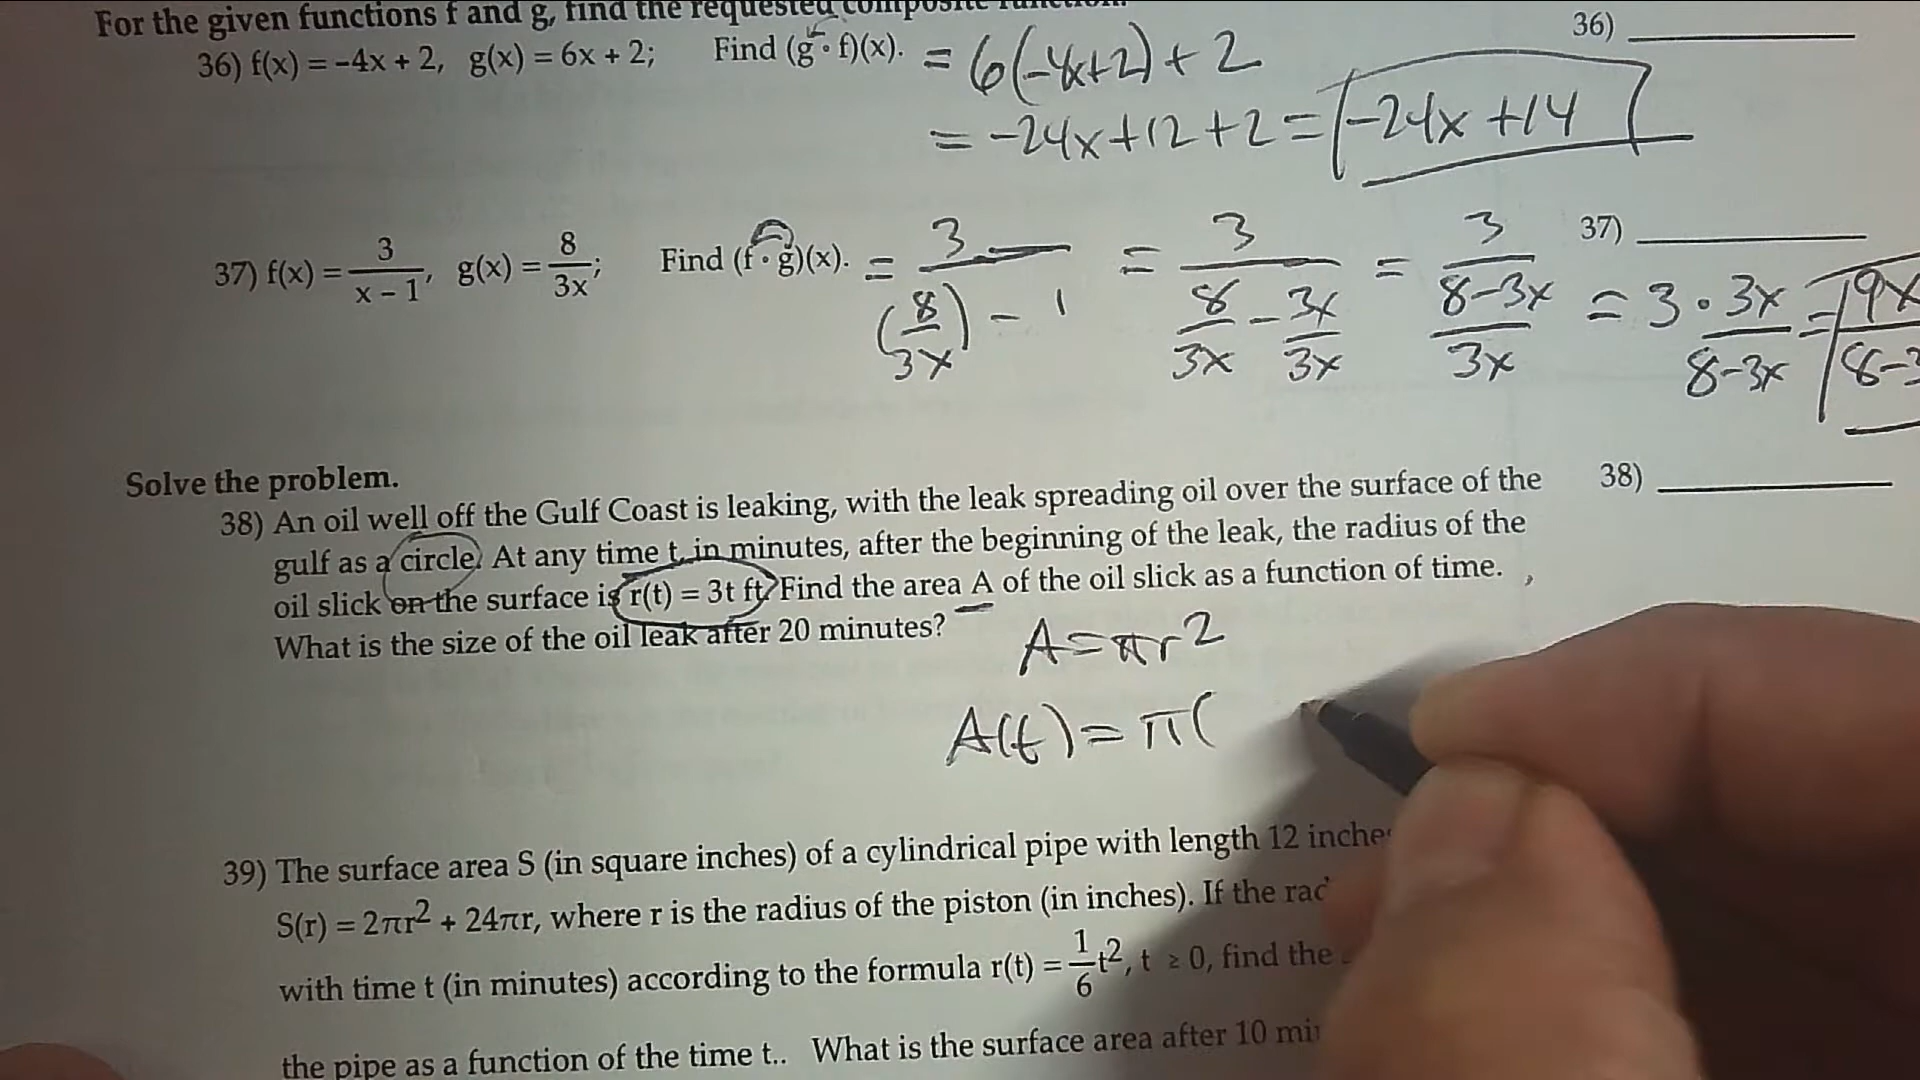 For the given functions f and g, find the requested composite function.
36) f(x) = -4x + 2, g(x) = 6x + 2; Find (g ∘ f)(x). = 6(-4x+2) + 2
36) ________
= -24x + 12 + 2 = -24x + 14
37) f(x) = 3/(x - 1), g(x) = 8/(3x); Find (f ∘ g)(x). = 3/((8/3x) - 1) = 3/(8/3x - 3x/3x) = 3/((8-3x)/3x) = 3 · 3x/(8-3x) = 9x/(8-3
37) ________
Solve the problem.
38) An oil well off the Gulf Coast is leaking, with the leak spreading oil over the surface of the
38) ________
gulf as a circle. At any time t, in minutes, after the beginning of the leak, the radius of the
oil slick on the surface is r(t) = 3t ft. Find the area A of the oil slick as a function of time.
What is the size of the oil leak after 20 minutes?
A = πr²
A(t) = π(
39) The surface area S (in square inches) of a cylindrical pipe with length 12 inche
S(r) = 2πr² + 24πr, where r is the radius of the piston (in inches). If the rad
with time t (in minutes) according to the formula r(t) = 1/6 t², t ≥ 0, find the
the pipe as a function of the time t.. What is the surface area after 10 mi